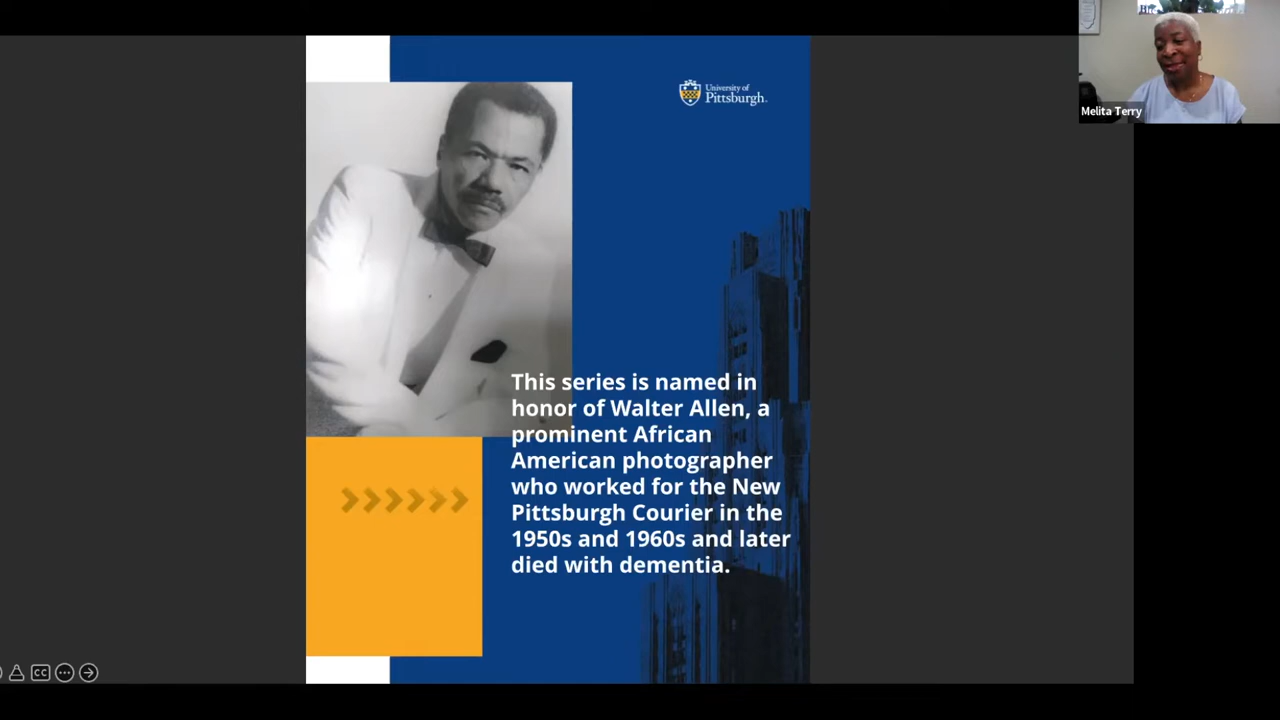 University of
Pittsburgh
Melita Terry
This series is named in
honor of Walter Allen, a
prominent African
American photographer
who worked for the New
Pittsburgh Courier in the
1950s and 1960s and later
died with dementia.
CC